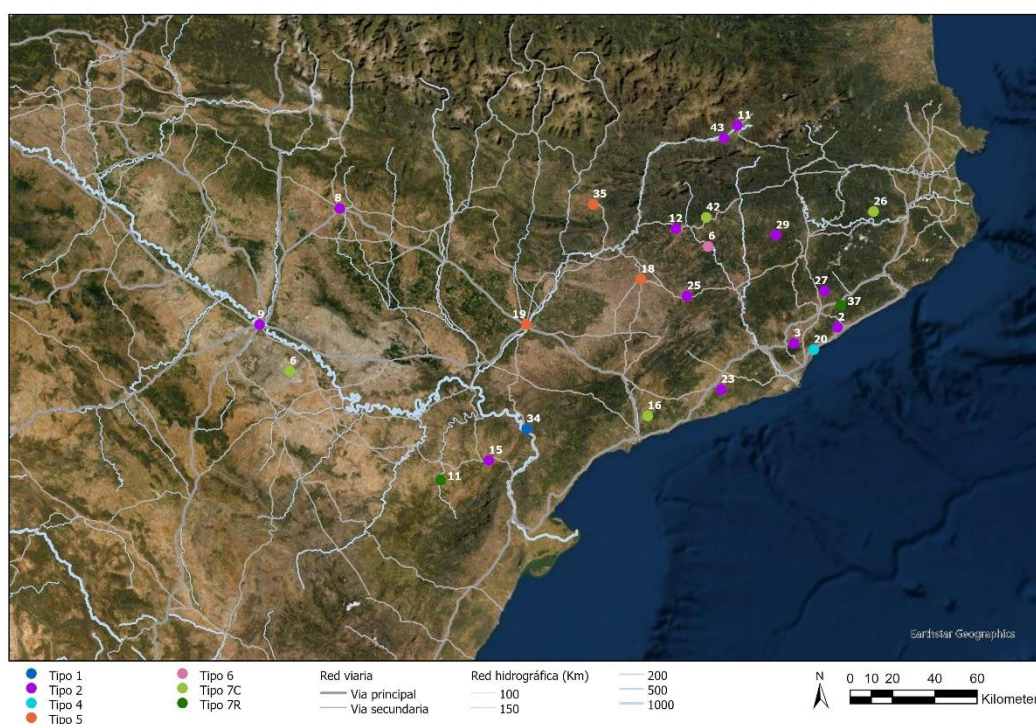 11
43
8
35
42
26
12
6
29
18
25
27
37
2
19
9
3
20
6
23
16
34
15
11
Earthstar Geographics
Tipo 1
Tipo 2
Tipo 4
Tipo 5
Tipo 6
Tipo 7C
Tipo 7R
Red viaria
Via principal
Via secundaria
Red hidrográfica (Km)
100
150
200
500
1000
N
0 10 20 40 60
Kilometer